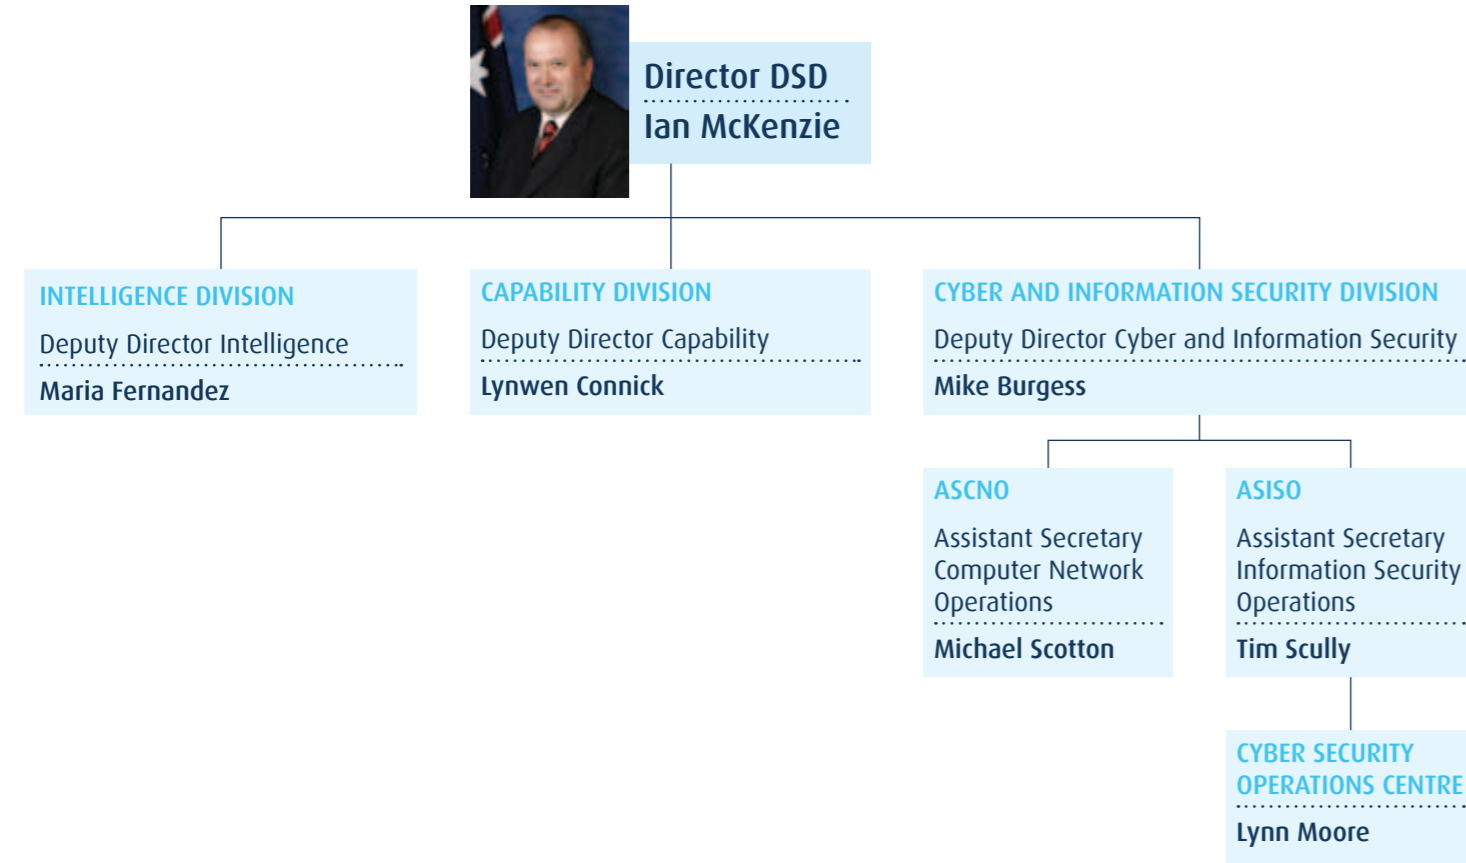 Director DSD
Ian McKenzie
INTELLIGENCE DIVISION
Deputy Director Intelligence
Maria Fernandez
CAPABILITY DIVISION
Deputy Director Capability
Lynwen Connick
CYBER AND INFORMATION SECURITY DIVISION
Deputy Director Cyber and Information Security
Mike Burgess
ASCNO
Assistant Secretary
Computer Network
Operations
Michael Scotton
ASISO
Assistant Secretary
Information Security
Operations
Tim Scully
CYBER SECURITY
OPERATIONS CENTRE
Lynn Moore